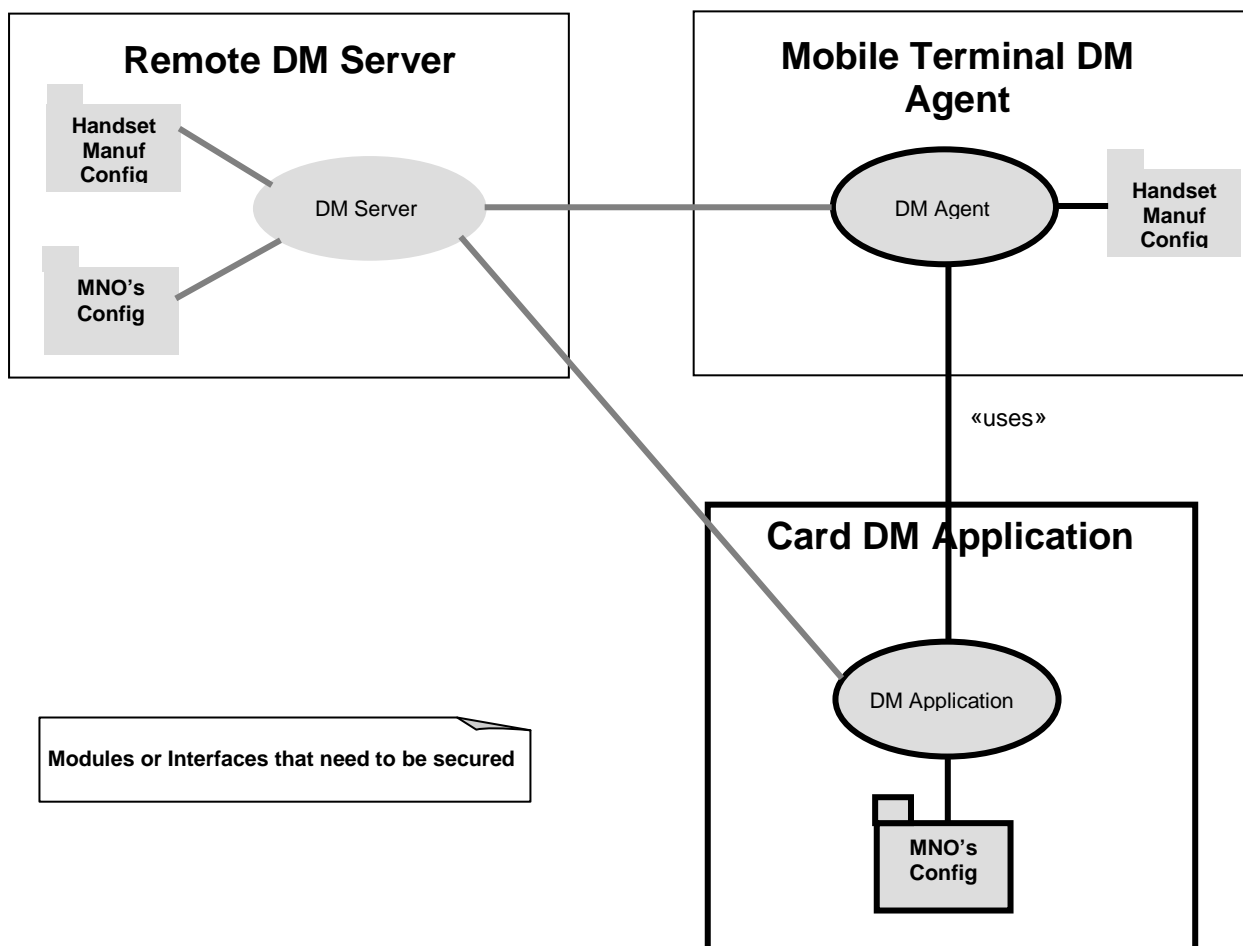 Remote DM Server
Handset
Manuf
Config
DM Server
MNO's
Config
Mobile Terminal DM
Agent
DM Agent
Handset
Manuf
Config
«uses»
Card DM Application
DM Application
MNO's
Config
Modules or Interfaces that need to be secured